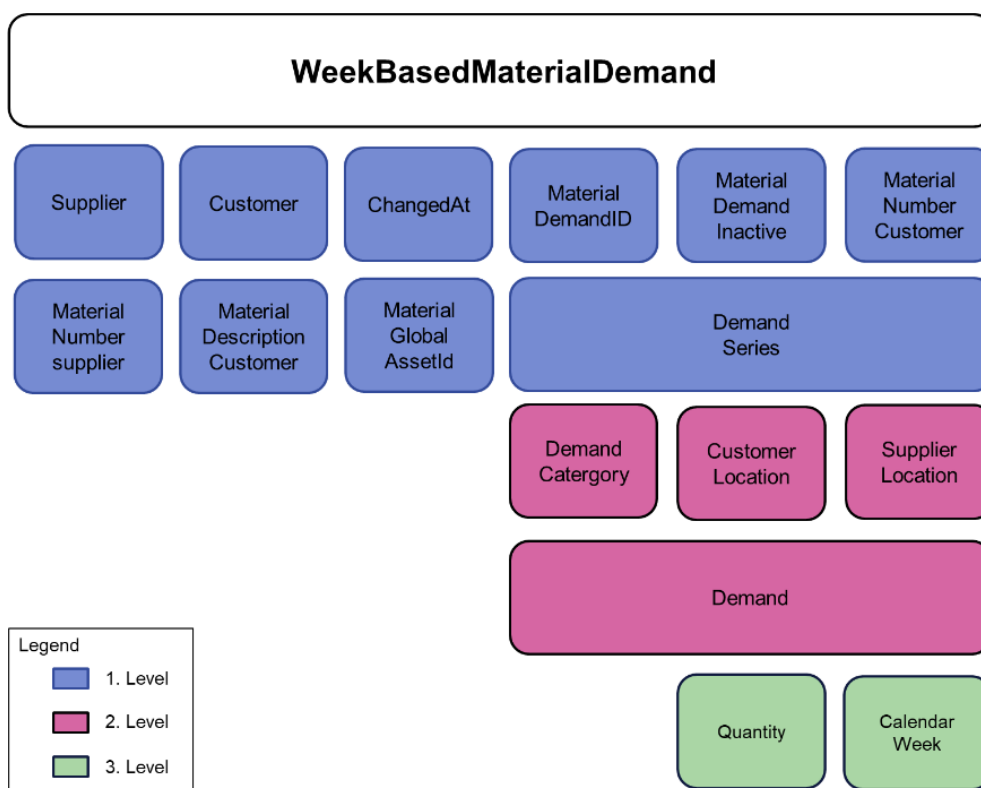 WeekBasedMaterialDemand
Supplier
Customer
ChangedAt
Material
DemandID
Material
Demand
Inactive
Material
Number
Customer
Material
Number
supplier
Material
Description
Customer
Material
Global
AssetId
Demand
Series
Demand
Catergory
Customer
Location
Supplier
Location
Demand
Quantity
Calendar
Week
Legend
1. Level
2. Level
3. Level